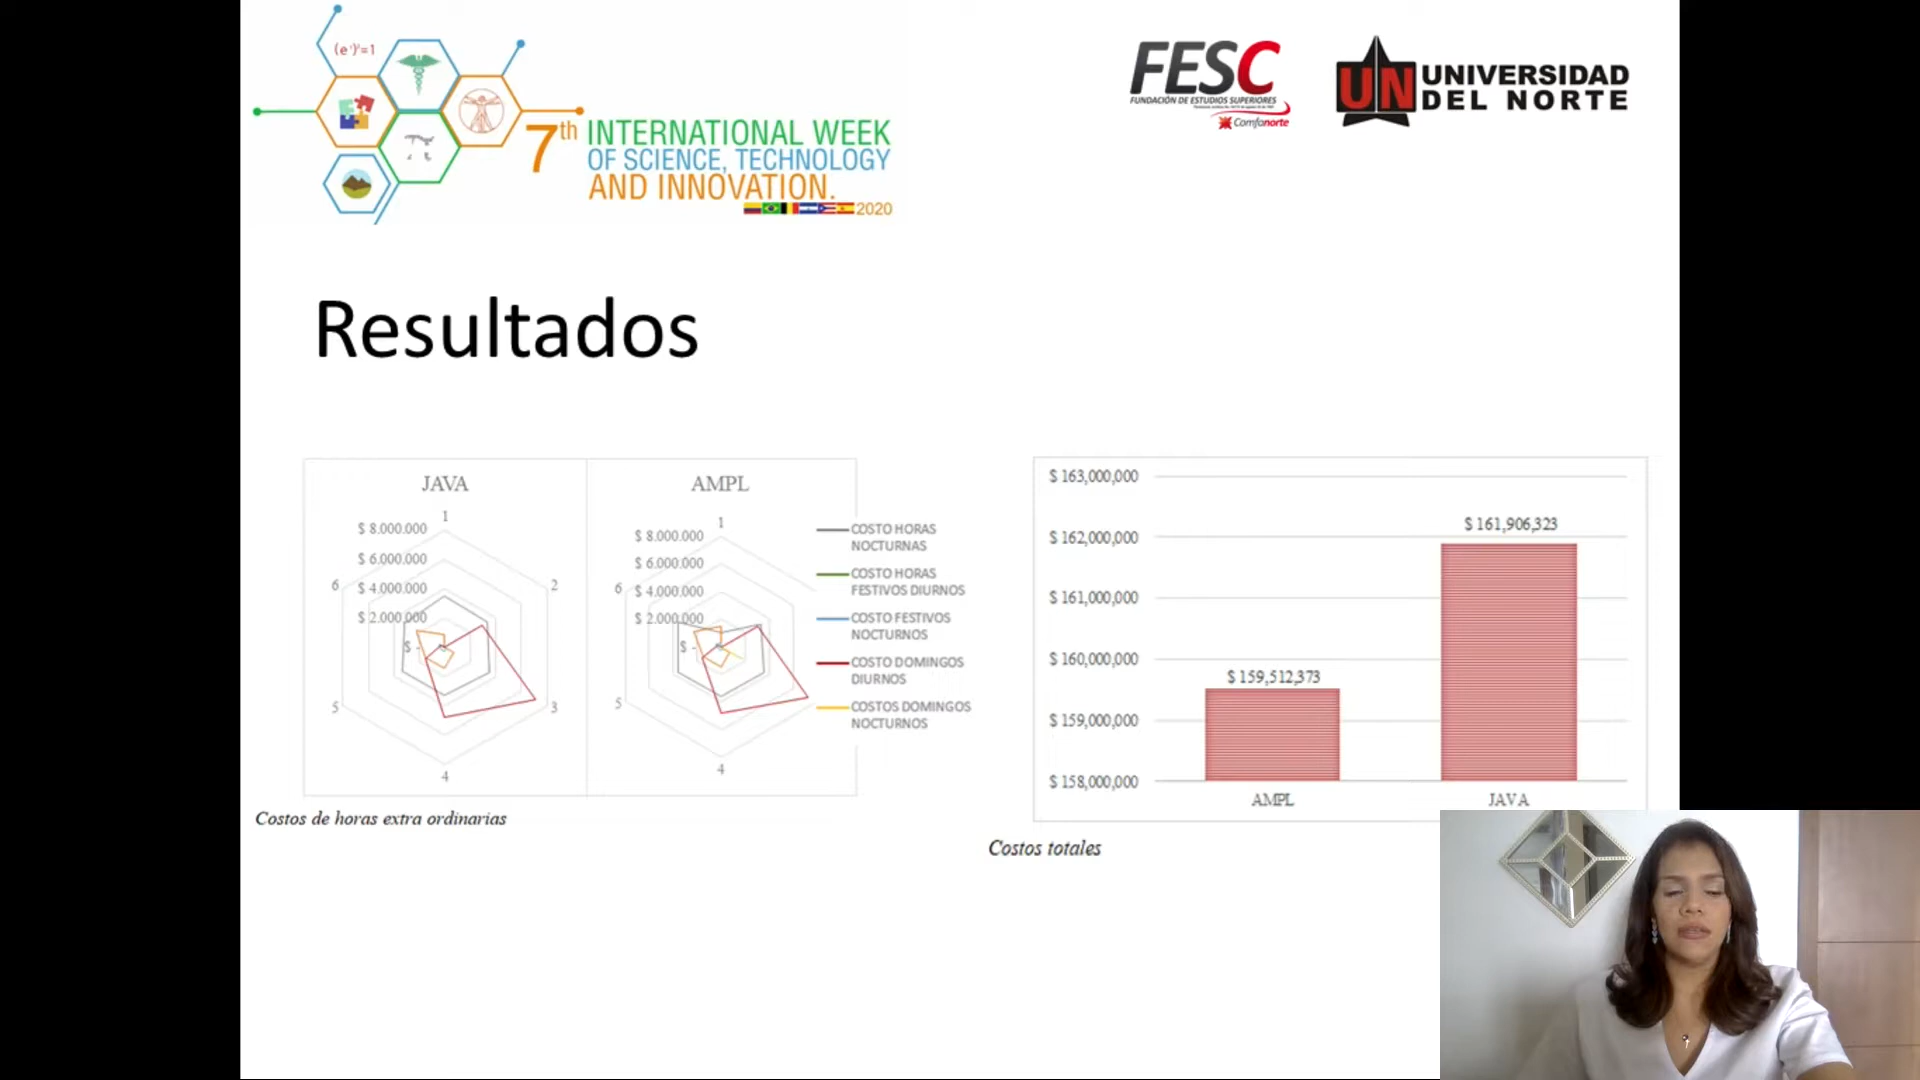 (e^i)^i=1
7th INTERNATIONAL WEEK
OF SCIENCE, TECHNOLOGY
AND INNOVATION.
2020
FESC
FUNDACIÓN DE ESTUDIOS SUPERIORES
Comfanorte
UN UNIVERSIDAD
DEL NORTE
Resultados
JAVA
1
$ 8.000.000
$ 6.000.000
$ 4.000.000
$ 2.000.000
$ -
2
3
4
5
6
AMPL
1
$ 8.000.000
$ 6.000.000
$ 4.000.000
$ 2.000.000
$ -
4
5
6
COSTO HORAS
NOCTURNAS
COSTO HORAS
FESTIVOS DIURNOS
COSTO FESTIVOS
NOCTURNOS
COSTO DOMINGOS
DIURNOS
COSTOS DOMINGOS
NOCTURNOS
Costos de horas extra ordinarias
$ 163,000,000
$ 162,000,000
$ 161,000,000
$ 160,000,000
$ 159,000,000
$ 158,000,000
$ 159,512,373
$ 161,906,323
AMPL
JAVA
Costos totales